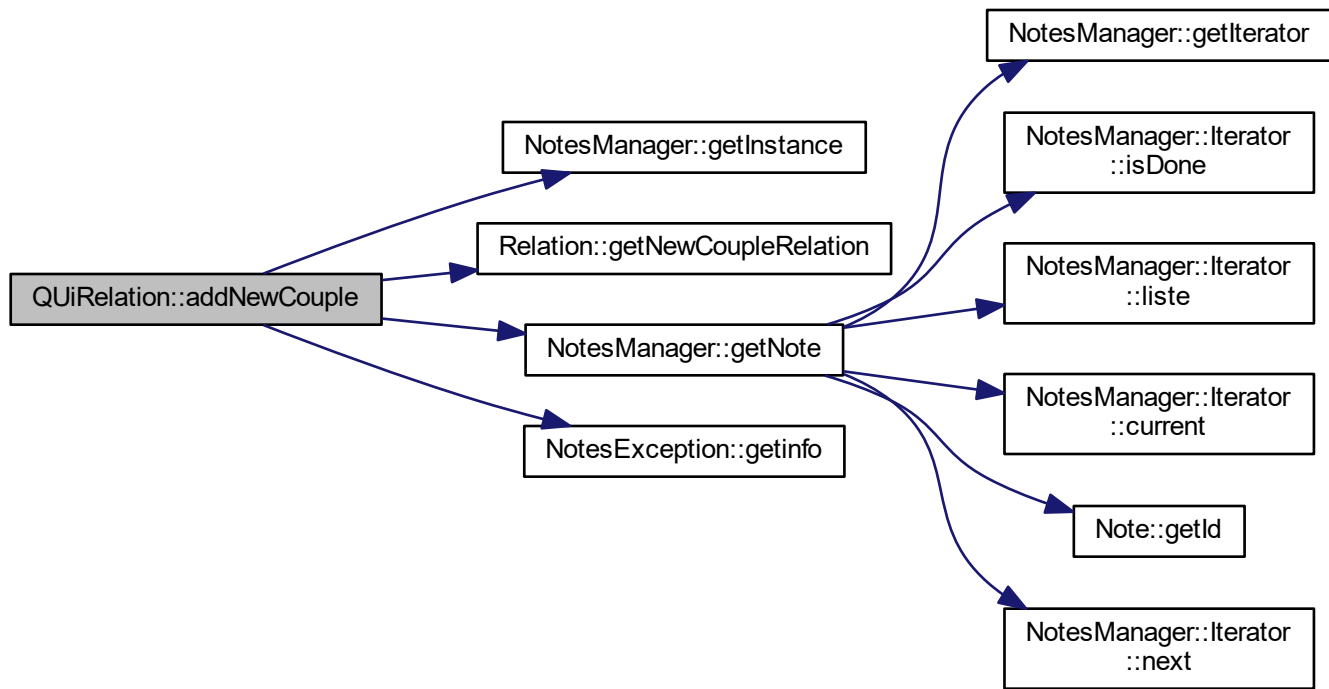 QUiRelation::addNewCouple
NotesManager::getInstance
Relation::getNewCoupleRelation
NotesManager::getNote
NotesException::getinfo
NotesManager::getIterator
NotesManager::Iterator
::isDone
NotesManager::Iterator
::liste
NotesManager::Iterator
::current
Note::getId
NotesManager::Iterator
::next